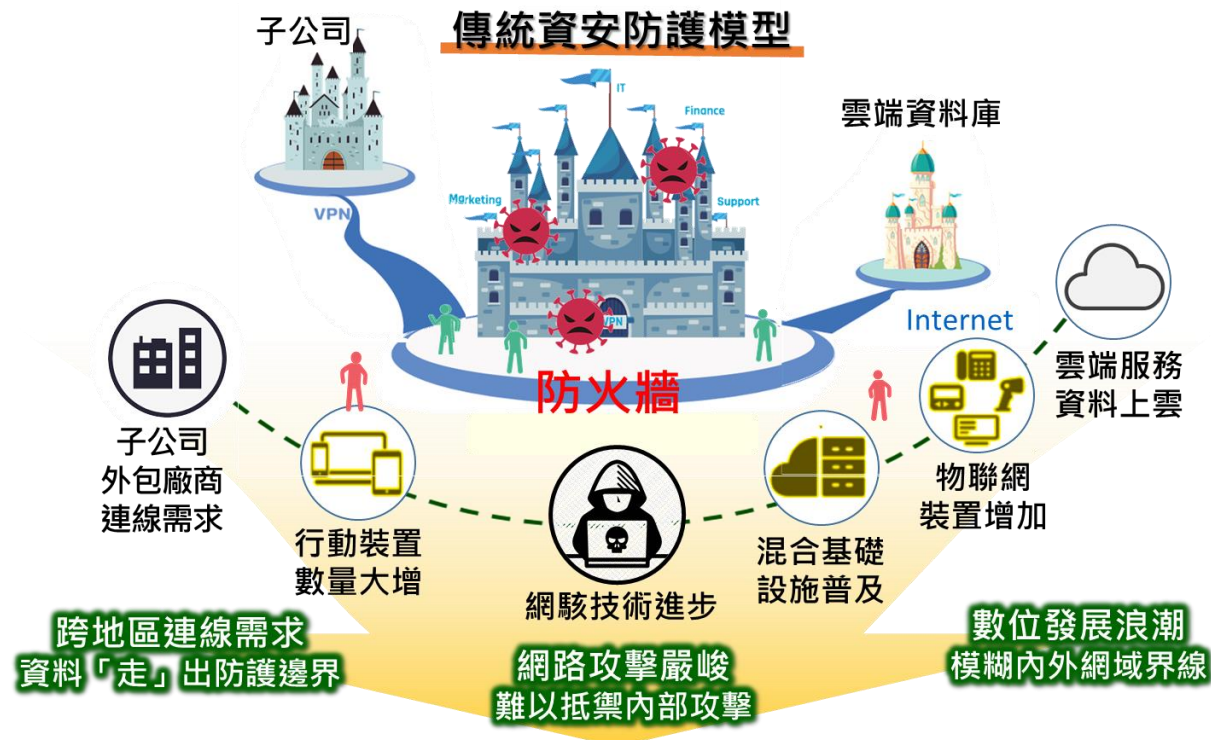 傳統資安防護模型
子公司
IT
Finance
Marketing
Support
VPN
VPN
雲端資料庫
Internet
防火牆
子公司
外包廠商
連線需求
行動裝置
數量大增
網駭技術進步
混合基礎
設施普及
物聯網
裝置增加
雲端服務
資料上雲
跨地區連線需求
資料「走」出防護邊界
網路攻擊嚴峻
難以抵禦內部攻擊
數位發展浪潮
模糊內外網域界線